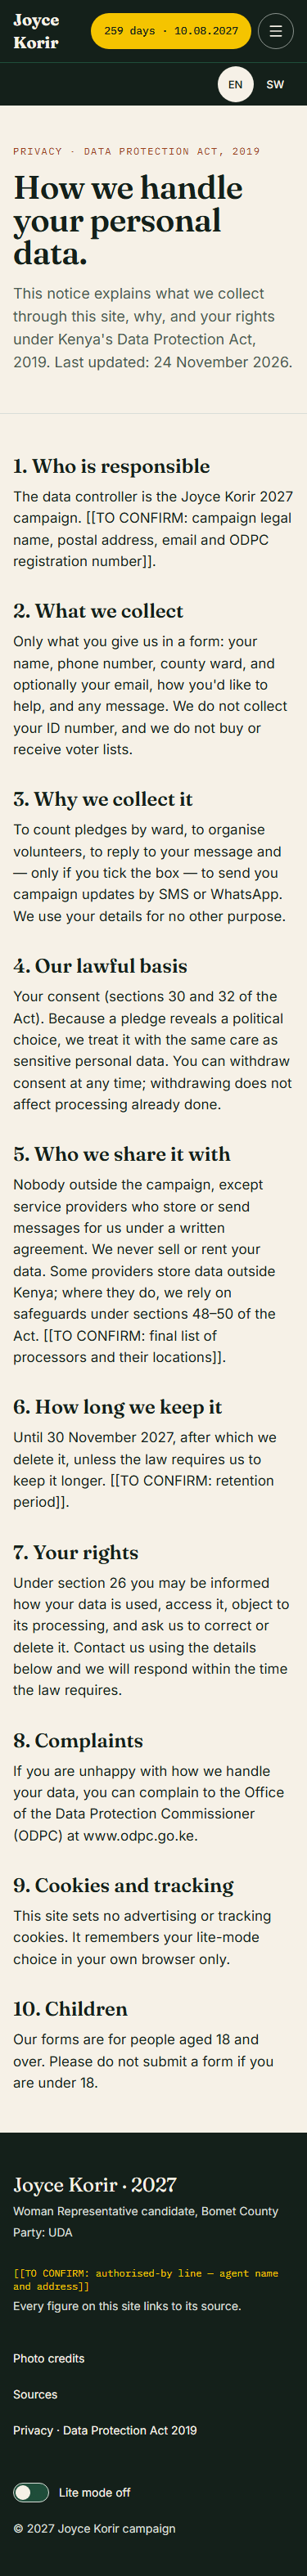 Joyce
Korir
259 days · 10.08.2027
EN
SW
PRIVACY · DATA PROTECTION ACT, 2019
How we handle
your personal
data.
This notice explains what we collect
through this site, why, and your rights
under Kenya's Data Protection Act,
2019. Last updated: 24 November 2026.
1. Who is responsible
The data controller is the Joyce Korir 2027
campaign. [[TO CONFIRM: campaign legal
name, postal address, email and ODPC
registration number]].
2. What we collect
Only what you give us in a form: your
name, phone number, county ward, and
optionally your email, how you'd like to
help, and any message. We do not collect
your ID number, and we do not buy or
receive voter lists.
3. Why we collect it
To count pledges by ward, to organise
volunteers, to reply to your message and
— only if you tick the box — to send you
campaign updates by SMS or WhatsApp.
We use your details for no other purpose.
4. Our lawful basis
Your consent (sections 30 and 32 of the
Act). Because a pledge reveals a political
choice, we treat it with the same care as
sensitive personal data. You can withdraw
consent at any time; withdrawing does not
affect processing already done.
5. Who we share it with
Nobody outside the campaign, except
service providers who store or send
messages for us under a written
agreement. We never sell or rent your
data. Some providers store data outside
Kenya; where they do, we rely on
safeguards under sections 48–50 of the
Act. [[TO CONFIRM: final list of
processors and their locations]].
6. How long we keep it
Until 30 November 2027, after which we
delete it, unless the law requires us to
keep it longer. [[TO CONFIRM: retention
period]].
7. Your rights
Under section 26 you may be informed
how your data is used, access it, object to
its processing, and ask us to correct or
delete it. Contact us using the details
below and we will respond within the time
the law requires.
8. Complaints
If you are unhappy with how we handle
your data, you can complain to the Office
of the Data Protection Commissioner
(ODPC) at www.odpc.go.ke.
9. Cookies and tracking
This site sets no advertising or tracking
cookies. It remembers your lite-mode
choice in your own browser only.
10. Children
Our forms are for people aged 18 and
over. Please do not submit a form if you
are under 18.
Joyce Korir · 2027
Woman Representative candidate, Bomet County
Party: UDA
[[TO CONFIRM: authorised-by line — agent name
and address]]
Every figure on this site links to its source.
Photo credits
Sources
Privacy · Data Protection Act 2019
Lite mode off
© 2027 Joyce Korir campaign